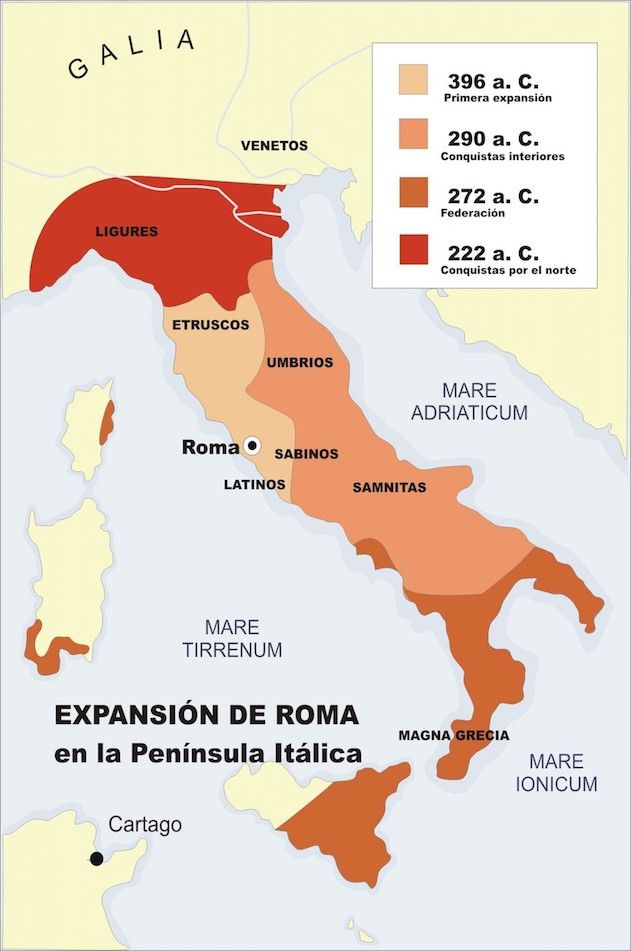 GALIA
396 a. C.
Primera expansión
290 a. C.
Conquistas interiores
272 a. C.
Federación
222 a. C.
Conquistas por el norte
VENETOS
LIGURES
ETRUSCOS
UMBRIOS
MARE
ADRIATICUM
Roma
SABINOS
LATINOS
SAMNITAS
MARE
TIRRENUM
EXPANSIÓN DE ROMA
en la Península Itálica
MAGNA GRECIA
MARE
IONICUM
Cartago